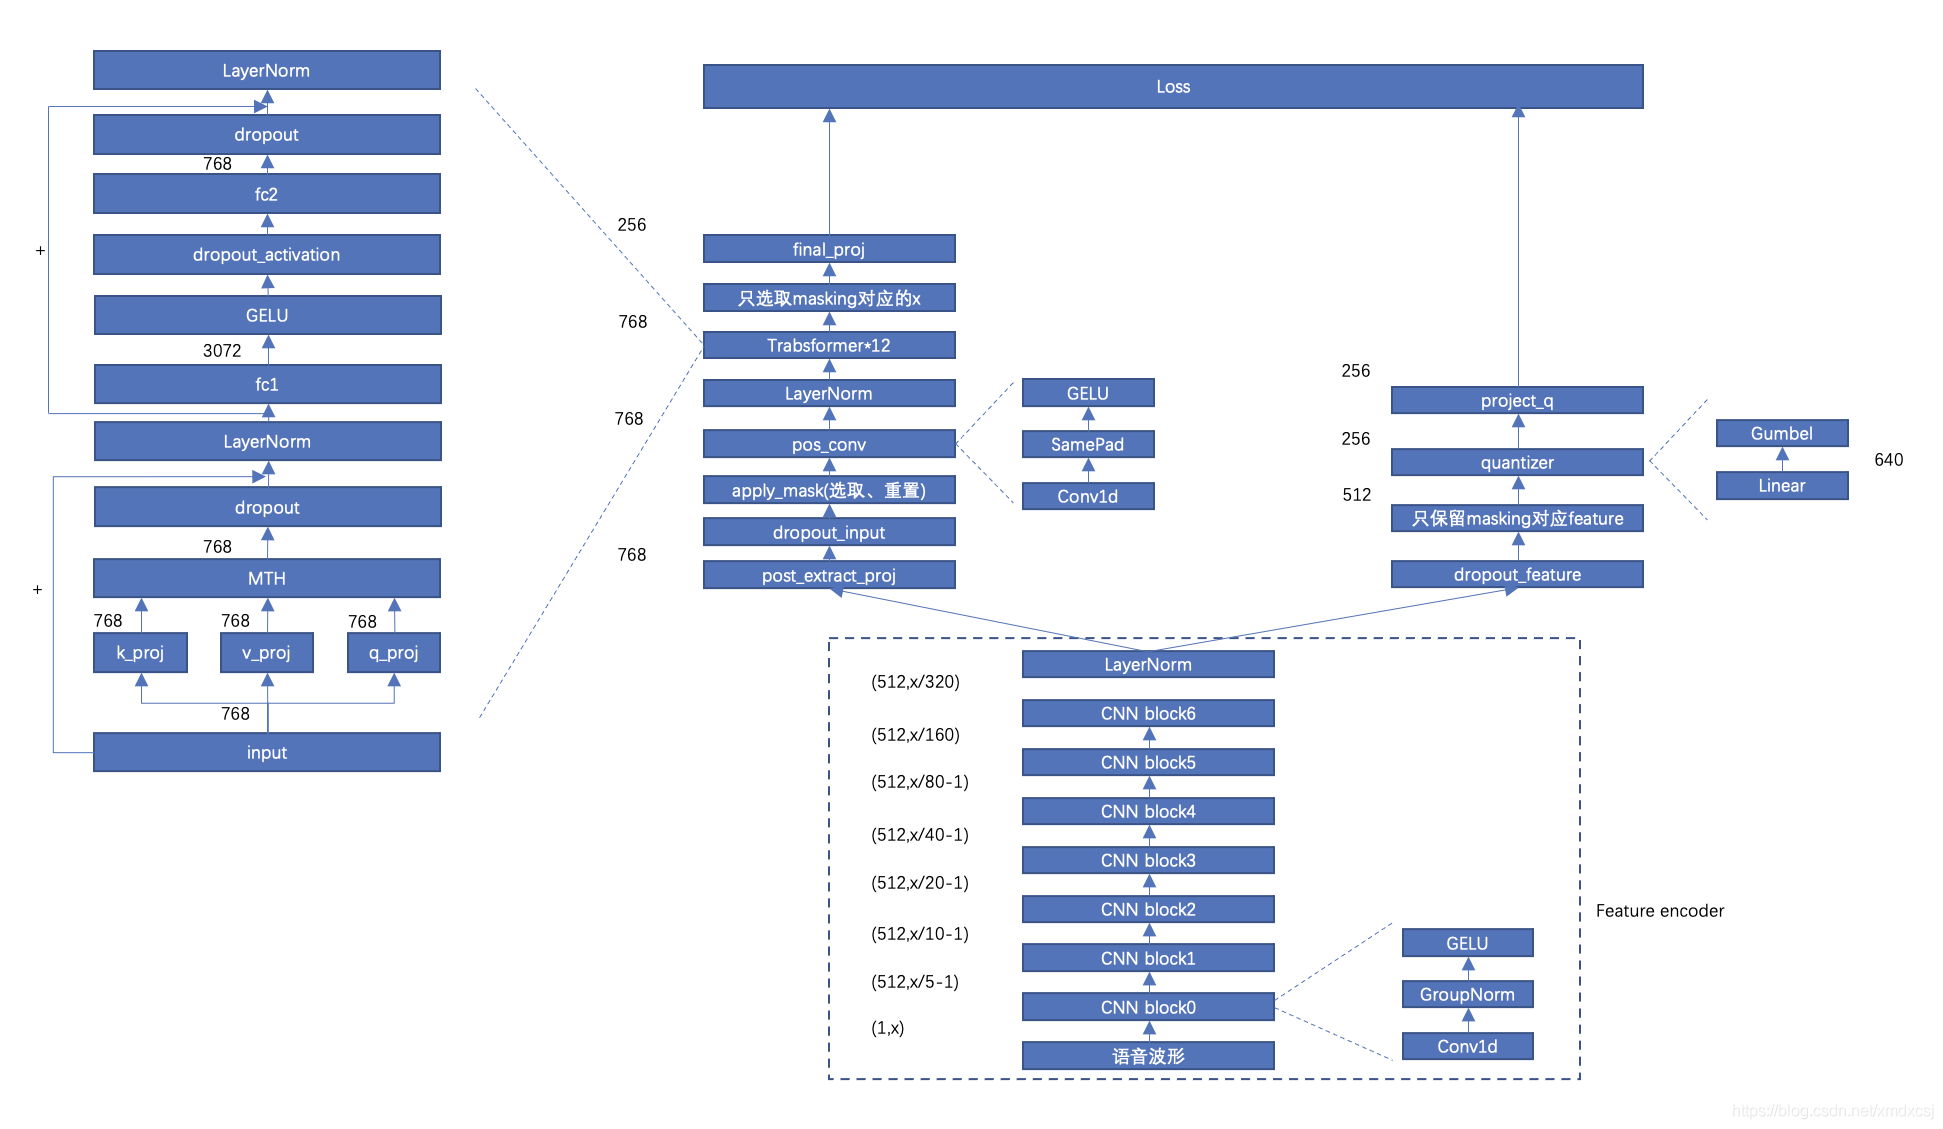 LayerNorm
dropout
768
fc2
dropout_activation
GELU
3072
fc1
LayerNorm
dropout
768
MTH
768
768
768
k_proj
v_proj
q_proj
768
input
+
+
Loss
256
final_proj
只选取masking对应的x
768
Trabsformer*12
LayerNorm
768
pos_conv
apply_mask(选取、重置)
dropout_input
768
post_extract_proj
GELU
SamePad
Conv1d
256
project_q
256
quantizer
512
只保留masking对应feature
dropout_feature
Gumbel
640
Linear
LayerNorm
(512,x/320)
CNN block6
(512,x/160)
CNN block5
(512,x/80-1)
CNN block4
(512,x/40-1)
CNN block3
(512,x/20-1)
CNN block2
(512,x/10-1)
CNN block1
(512,x/5-1)
CNN block0
(1,x)
语音波形
GELU
GroupNorm
Conv1d
Feature encoder
https://blog.csdn.net/xmdxcsj